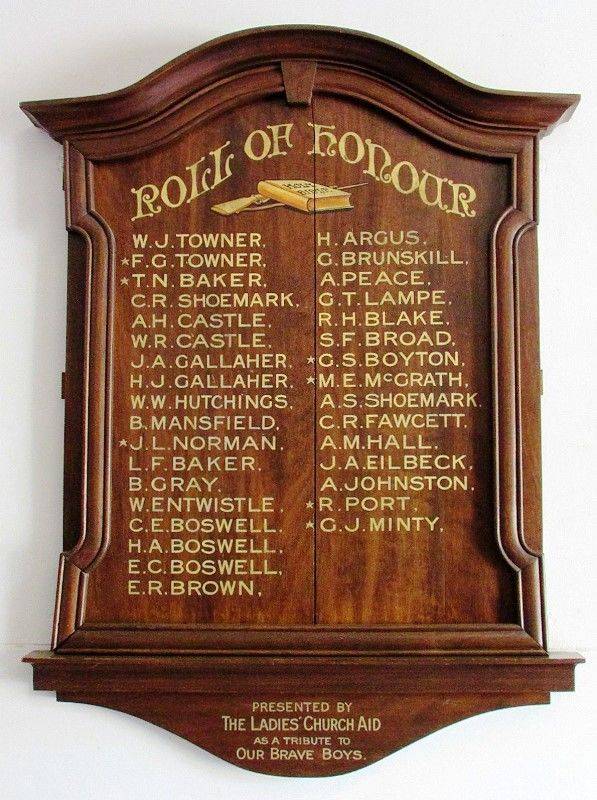 ROLL OF HONOUR
HOLY
BIBLE
W.J.TOWNER.
*F.G.TOWNER.
*T.N.BAKER.
C.R.SHOEMARK.
A.H.CASTLE.
W.R.CASTLE.
J.A.GALLAHER.
H.J.GALLAHER.
W.W.HUTCHINGS.
B.MANSFIELD.
*J.L.NORMAN.
L.F.BAKER.
B.GRAY.
W.ENTWISTLE.
C.E.BOSWELL.
H.A.BOSWELL.
E.C.BOSWELL.
E.R.BROWN.
H.ARGUS.
G.BRUNSKILL.
A.PEACE.
G.T.LAMPE.
R.H.BLAKE.
S.F.BROAD.
*G.S.BOYTON.
*M.E.McGRATH.
A.S.SHOEMARK.
C.R.FAWCETT.
A.M.HALL.
J.A.EILBECK.
A.JOHNSTON.
*R.PORT.
*G.J.MINTY.
PRESENTED BY
THE LADIES' CHURCH AID
AS A TRIBUTE TO
OUR BRAVE BOYS.